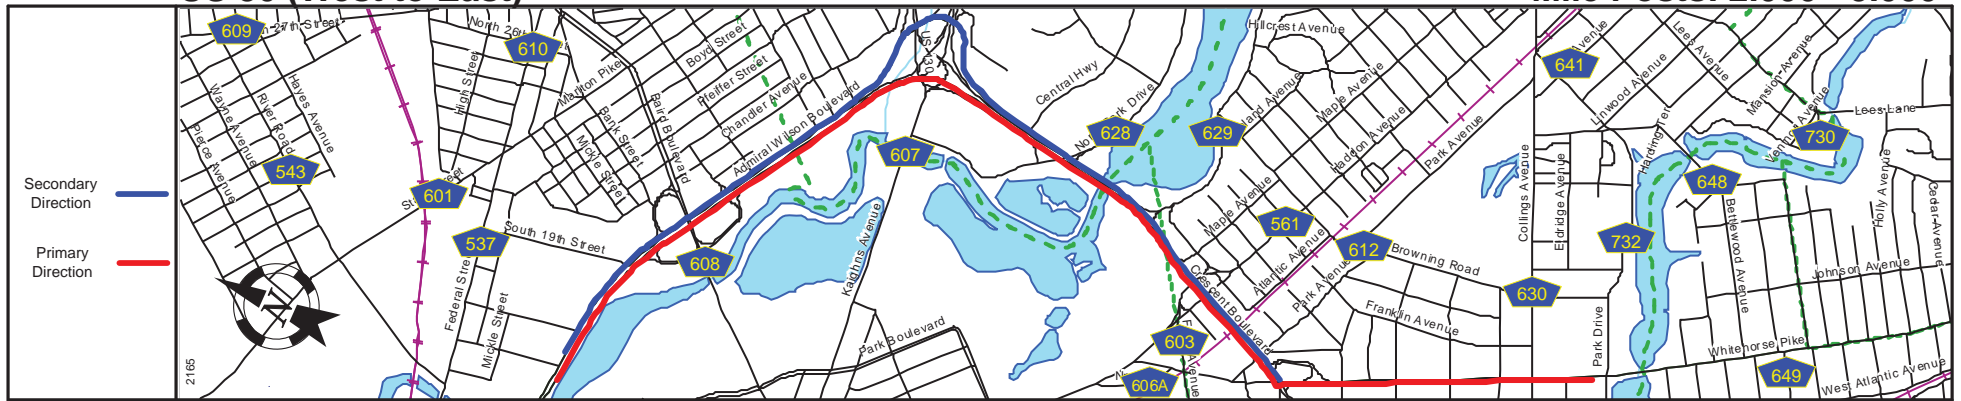 609
610
543
601
537
608
607
628
629
561
612
603
606A
641
630
732
648
730
649
Secondary
Direction
Primary
Direction
2165
Wayne Avenue
Pierce Avenue
River Road
Hayes Avenue
High Street
Marlton Pike
Boyd Street
Pfeiffer Street
Chandler Avenue
Bank Street
Mickle Street
Baird Boulevard
Admiral Wilson Boulevard
South 19th Street
Federal Street
Mickle Street
Kaighns Avenue
Park Boulevard
Central Hwy
Hillcrest Avenue
Maple Avenue
Haddon Avenue
Park Avenue
Maple Avenue
Atlantic Avenue
Park Avenue
Crescent Boulevard
Browning Road
Franklin Avenue
Collings Avenue
Eldridge Avenue
Park Drive
Linwood Avenue
Lees Avenue
Mansion Avenue
Lees Lane
Bettlewood Avenue
Johnson Avenue
Holly Avenue
Cedar Avenue
Whitehorse Pike
West Atlantic Avenue